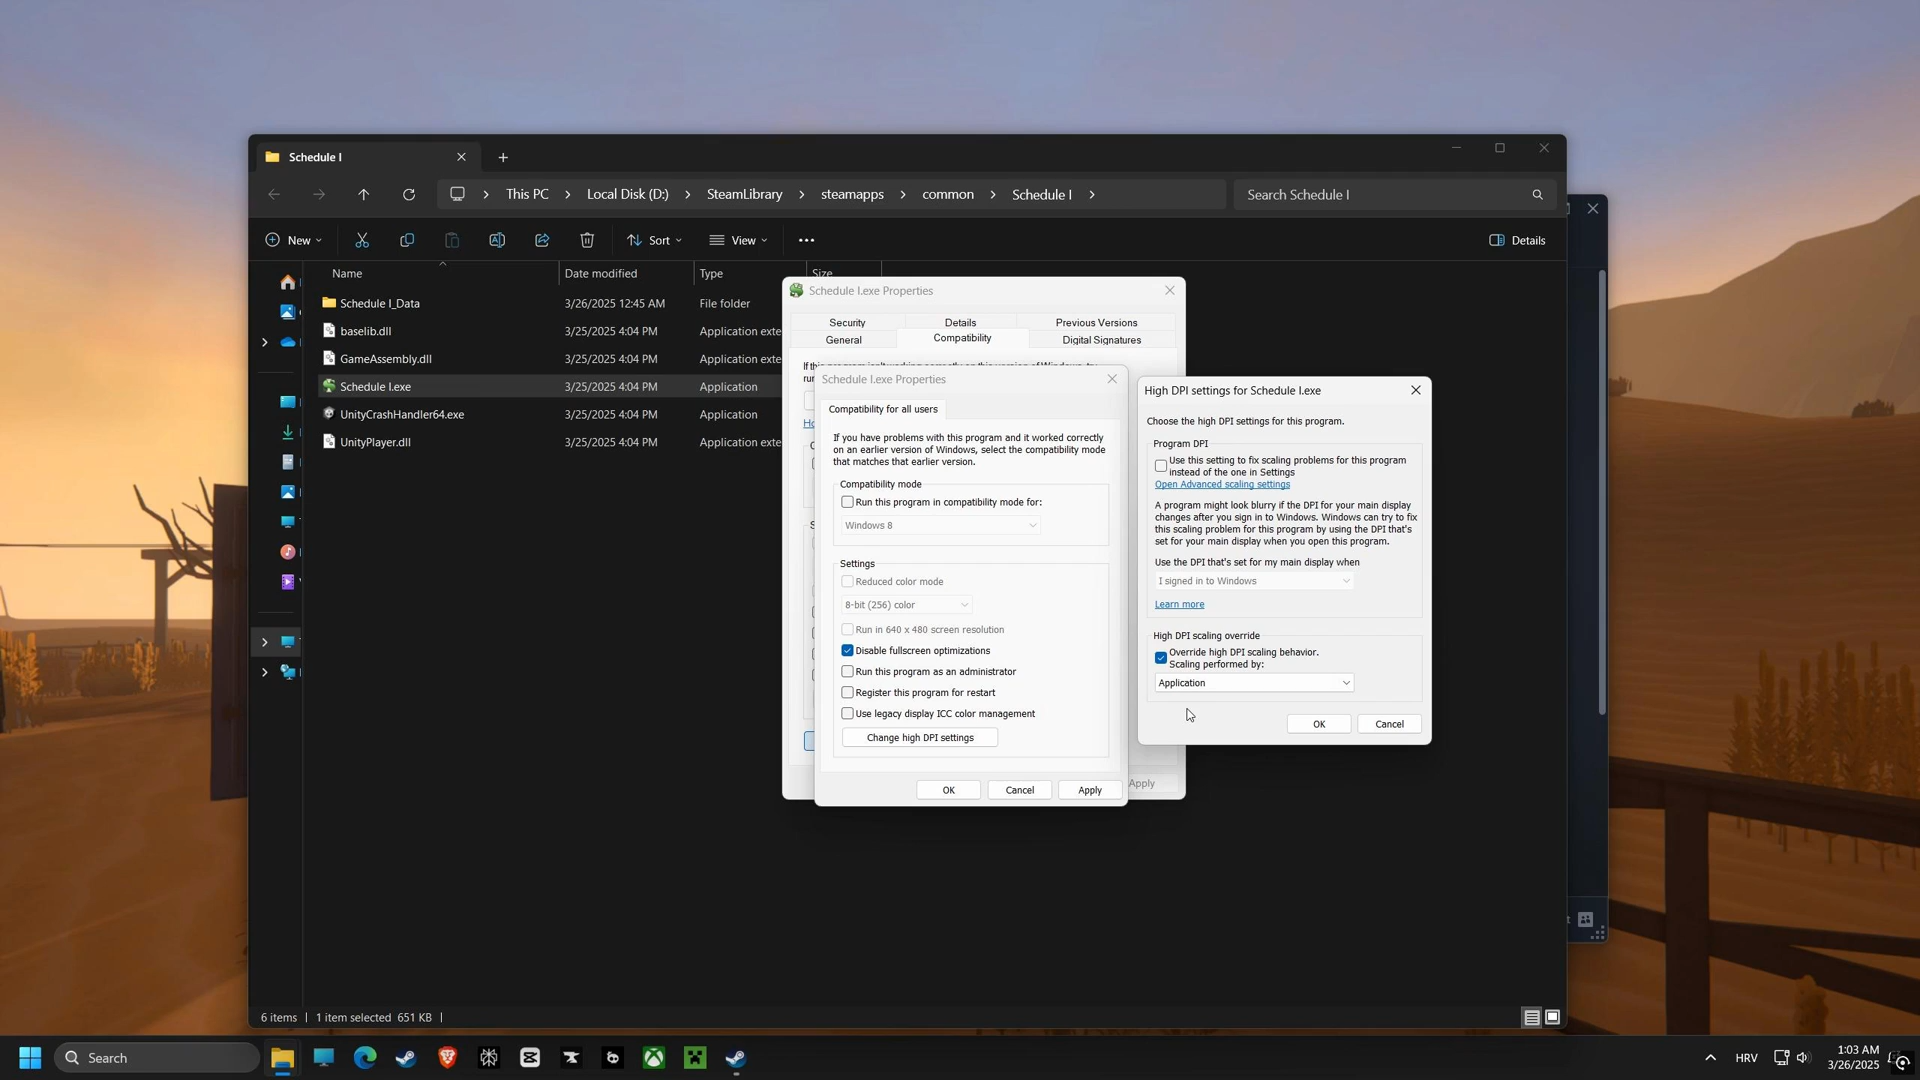 Schedule I
This PC
Local Disk (D:)
SteamLibrary
steamapps
common
Schedule I
Search Schedule I
New
Sort
View
Details
Name
Date modified
Type
Size
Schedule I_Data
3/26/2025 12:45 AM
File folder
baselib.dll
3/25/2025 4:04 PM
Application exte
GameAssembly.dll
3/25/2025 4:04 PM
Application exte
Schedule I.exe
3/25/2025 4:04 PM
Application
UnityCrashHandler64.exe
3/25/2025 4:04 PM
Application
UnityPlayer.dll
3/25/2025 4:04 PM
Application exte
Schedule I.exe Properties
Security
Details
Previous Versions
General
Compatibility
Digital Signatures
Apply
Schedule I.exe Properties
Compatibility for all users
If you have problems with this program and it worked correctly
on an earlier version of Windows, select the compatibility mode
that matches that earlier version.
Compatibility mode
Run this program in compatibility mode for:
Windows 8
Settings
Reduced color mode
8-bit (256) color
Run in 640 x 480 screen resolution
Disable fullscreen optimizations
Run this program as an administrator
Register this program for restart
Use legacy display ICC color management
Change high DPI settings
OK
Cancel
Apply
High DPI settings for Schedule I.exe
Choose the high DPI settings for this program.
Program DPI
Use this setting to fix scaling problems for this program
instead of the one in Settings
Open Advanced scaling settings
A program might look blurry if the DPI for your main display
changes after you sign in to Windows. Windows can try to fix
this scaling problem for this program by using the DPI that's
set for your main display when you open this program.
Use the DPI that's set for my main display when
I signed in to Windows
Learn more
High DPI scaling override
Override high DPI scaling behavior.
Scaling performed by:
Application
OK
Cancel
6 items
1 item selected 651 KB
Search
HRV
1:03 AM
3/26/2025